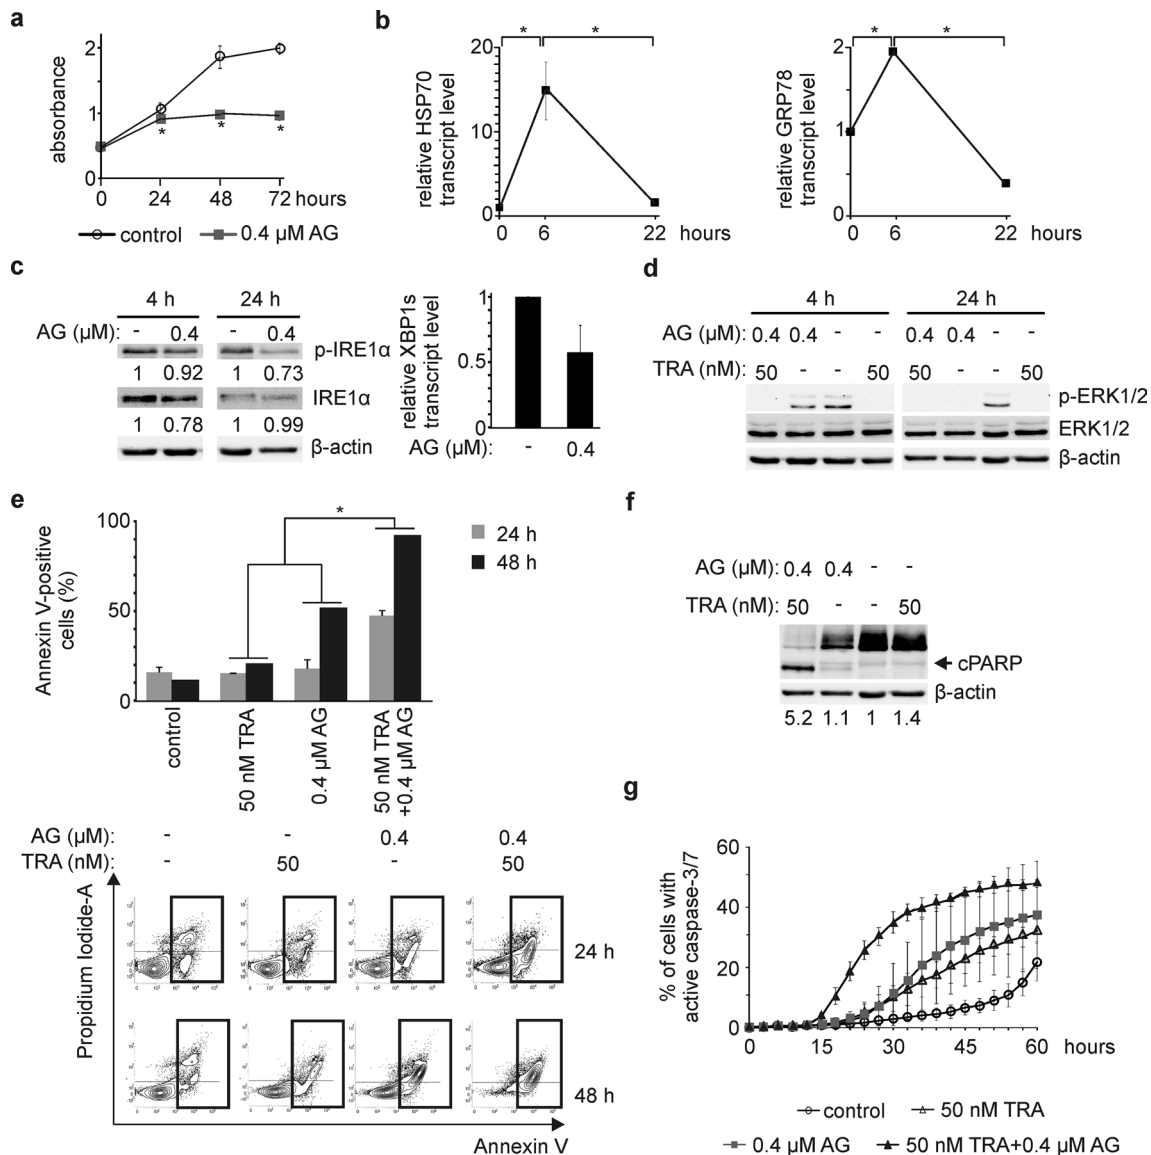 a
absorbance
2
1
0
0 24 48 72 hours
* * *
control 0.4 µM AG
b
relative HSP70
transcript level
20
10
0
0 6 22 hours
* *
relative GRP78
transcript level
2
1
0
0 6 22 hours
* *
c
4 h 24 h
AG (µM): - 0.4 - 0.4
p-IRE1α
1 0.92 1 0.73
IRE1α
1 0.78 1 0.99
β-actin
relative XBP1s
transcript level
1
0.5
0
AG (µM): - 0.4
d
4 h 24 h
AG (µM): 0.4 0.4 - - 0.4 0.4 - -
TRA (nM): 50 - - 50 50 - - 50
p-ERK1/2
ERK1/2
β-actin
e
Annexin V-positive
cells (%)
100
50
0
*
24 h
48 h
control
50 nM TRA
0.4 µM AG
50 nM TRA
+0.4 µM AG
AG (µM): - - 0.4 0.4
TRA (nM): - 50 - 50
Propidium Iodide-A
24 h
48 h
Annexin V
f
AG (µM): 0.4 0.4 - -
TRA (nM): 50 - - 50
cPARP
β-actin
5.2 1.1 1 1.4
g
% of cells with
active caspase-3/7
60
40
20
0
0 15 30 45 60 hours
control 50 nM TRA
0.4 µM AG 50 nM TRA+0.4 µM AG